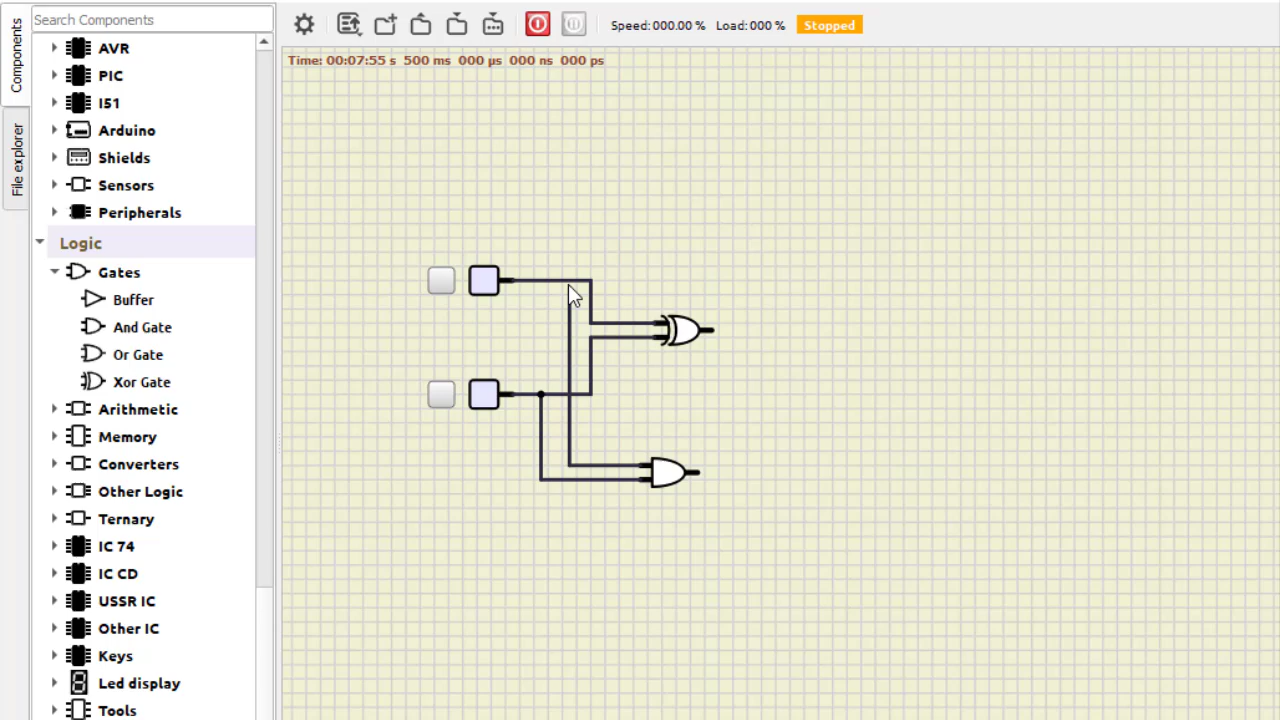 Components
File explorer
Search Components
AVR
PIC
I51
Arduino
Shields
Sensors
Peripherals
Logic
Gates
Buffer
And Gate
Or Gate
Xor Gate
Arithmetic
Memory
Converters
Other Logic
Ternary
IC 74
IC CD
USSR IC
Other IC
Keys
Led display
Tools
Speed: 000.00 % Load: 000 % Stopped
Time: 00:07:55 s 500 ms 000 µs 000 ns 000 ps